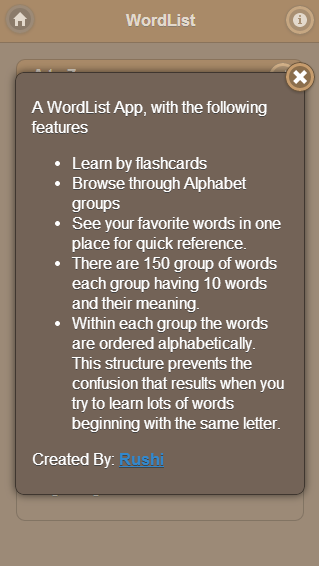 WordList
A WordList App, with the following
features
• Learn by flashcards
• Browse through Alphabet
groups
• See your favorite words in one
place for quick reference.
• There are 150 group of words
each group having 10 words
and their meaning.
• Within each group the words
are ordered alphabetically.
This structure prevents the
confusion that results when you
try to learn lots of words
beginning with the same letter.
Created By: Rushi